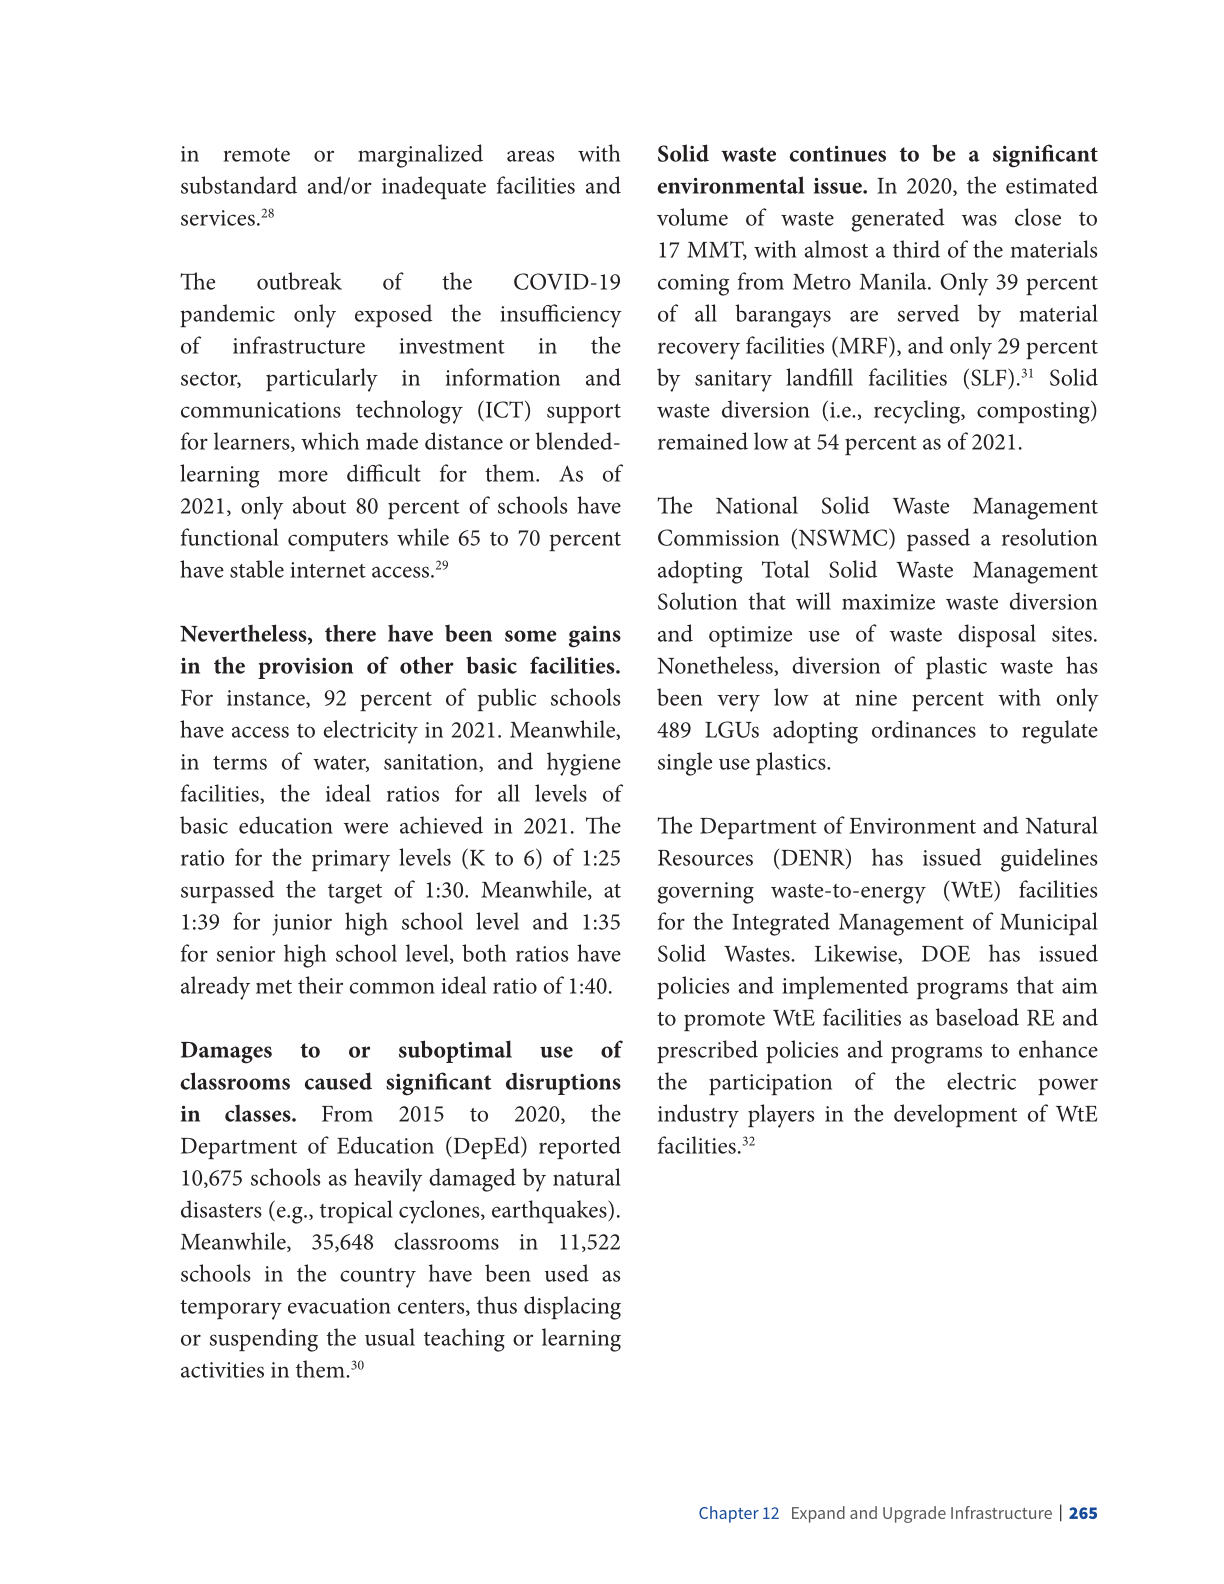 in remote or marginalized areas with
substandard and/or inadequate facilities and
services.28
The outbreak of the COVID-19
pandemic only exposed the insufficiency
of infrastructure investment in the
sector, particularly in information and
communications technology (ICT) support
for learners, which made distance or blended-
learning more difficult for them. As of
2021, only about 80 percent of schools have
functional computers while 65 to 70 percent
have stable internet access.29
Nevertheless, there have been some gains
in the provision of other basic facilities.
For instance, 92 percent of public schools
have access to electricity in 2021. Meanwhile,
in terms of water, sanitation, and hygiene
facilities, the ideal ratios for all levels of
basic education were achieved in 2021. The
ratio for the primary levels (K to 6) of 1:25
surpassed the target of 1:30. Meanwhile, at
1:39 for junior high school level and 1:35
for senior high school level, both ratios have
already met their common ideal ratio of 1:40.
Damages to or suboptimal use of
classrooms caused significant disruptions
in classes. From 2015 to 2020, the
Department of Education (DepEd) reported
10,675 schools as heavily damaged by natural
disasters (e.g., tropical cyclones, earthquakes).
Meanwhile, 35,648 classrooms in 11,522
schools in the country have been used as
temporary evacuation centers, thus displacing
or suspending the usual teaching or learning
activities in them.30
Solid waste continues to be a significant
environmental issue. In 2020, the estimated
volume of waste generated was close to
17 MMT, with almost a third of the materials
coming from Metro Manila. Only 39 percent
of all barangays are served by material
recovery facilities (MRF), and only 29 percent
by sanitary landfill facilities (SLF).31 Solid
waste diversion (i.e., recycling, composting)
remained low at 54 percent as of 2021.
The National Solid Waste Management
Commission (NSWMC) passed a resolution
adopting Total Solid Waste Management
Solution that will maximize waste diversion
and optimize use of waste disposal sites.
Nonetheless, diversion of plastic waste has
been very low at nine percent with only
489 LGUs adopting ordinances to regulate
single use plastics.
The Department of Environment and Natural
Resources (DENR) has issued guidelines
governing waste-to-energy (WtE) facilities
for the Integrated Management of Municipal
Solid Wastes. Likewise, DOE has issued
policies and implemented programs that aim
to promote WtE facilities as baseload RE and
prescribed policies and programs to enhance
the participation of the electric power
industry players in the development of WtE
facilities.32
Chapter 12 Expand and Upgrade Infrastructure | 265